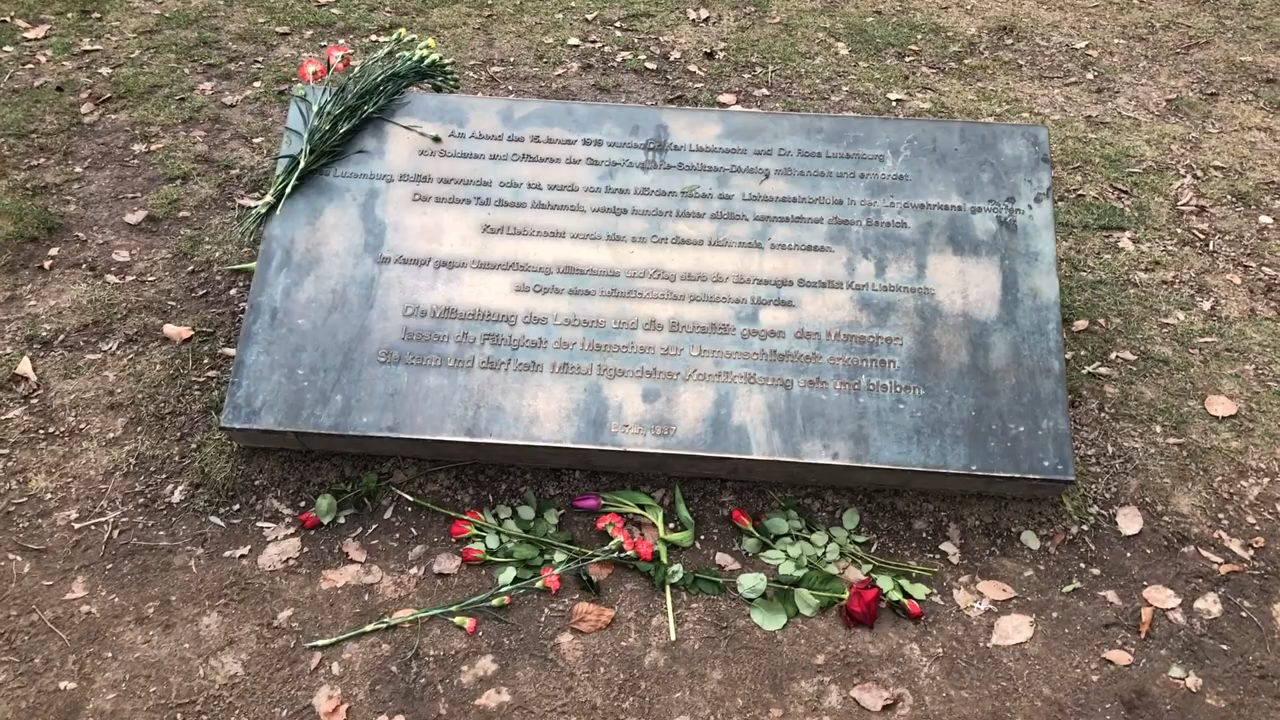 Am Abend des 15. Januar 1919 wurden Dr. Karl Liebknecht und Dr. Rosa Luxemburg
von Soldaten und Offizieren der Garde-Kavallerie-Schützen-Division mißhandelt und ermordet.
Luxemburg, tödlich verwundet oder tot, wurde von ihren Mördern neben der Lichtensteinbrücke in den Landwehrkanal geworfen.
Der andere Teil dieses Mahnmals, wenige hundert Meter südlich, kennzeichnet diesen Bereich.
Karl Liebknecht wurde hier, am Ort dieses Mahnmals, erschossen.
Im Kampf gegen Unterdrückung, Militarismus und Krieg starb der überzeugte Sozialist Karl Liebknecht
als Opfer eines heimtückischen politischen Mordes.
Die Mißachtung des Lebens und die Brutalität gegen den Menschen
lassen die Fähigkeit der Menschen zur Unmenschlichkeit erkennen.
Sie kann und darf kein Mittel irgendeiner Konfliktlösung sein und bleiben.
Berlin, 1987